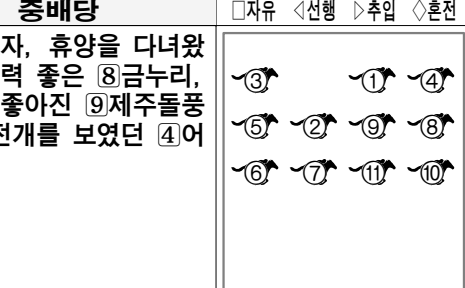 중배당
□자유 ◁선행 ▷추입 ◇혼전
자, 휴양을 다녀왔
력 좋은 8금누리,
좋아진 9제주돌풍
전개를 보였던 4어
③ ① ④
⑤ ② ⑨ ⑧
⑥ ⑦ ⑪ ⑩